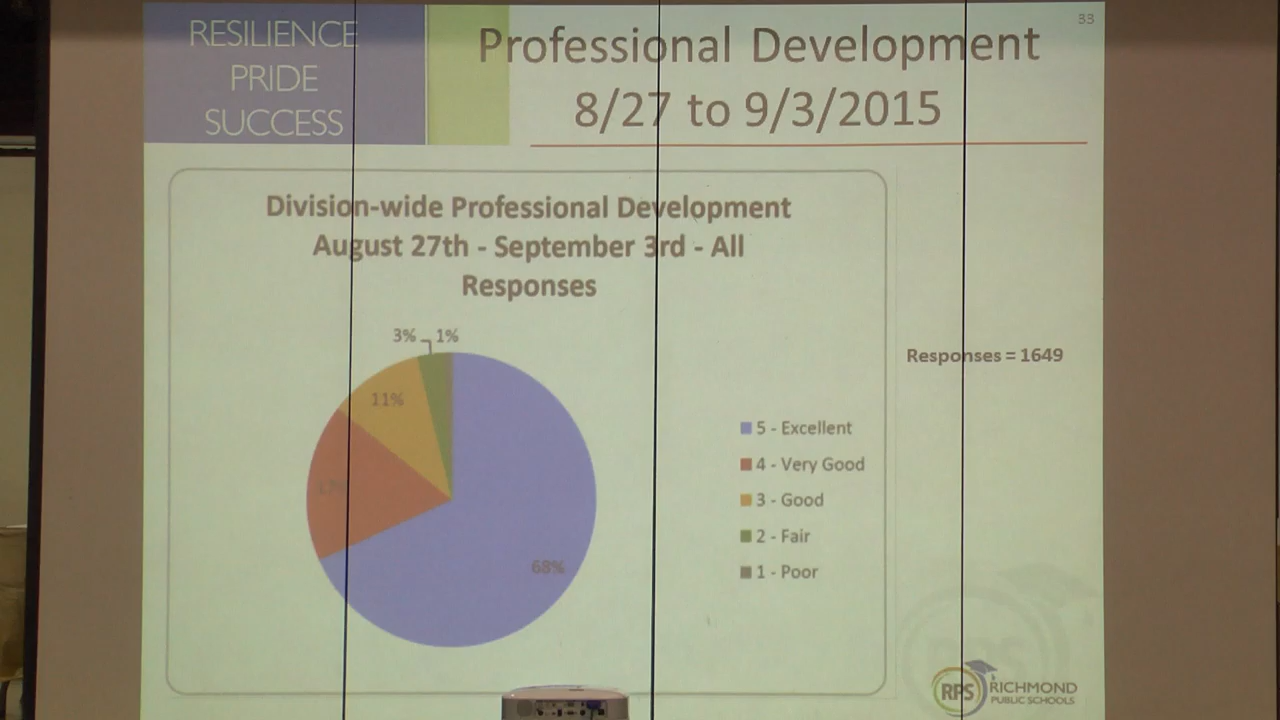 33
RESILIENCE
PRIDE
SUCCESS
Professional Development
8/27 to 9/3/2015
Division-wide Professional Development
August 27th - September 3rd - All
Responses
3% 1%
11%
68%
Responses = 1649
5 - Excellent
4 - Very Good
3 - Good
2 - Fair
1 - Poor
RPS
RPS
RICHMOND
PUBLIC SCHOOLS